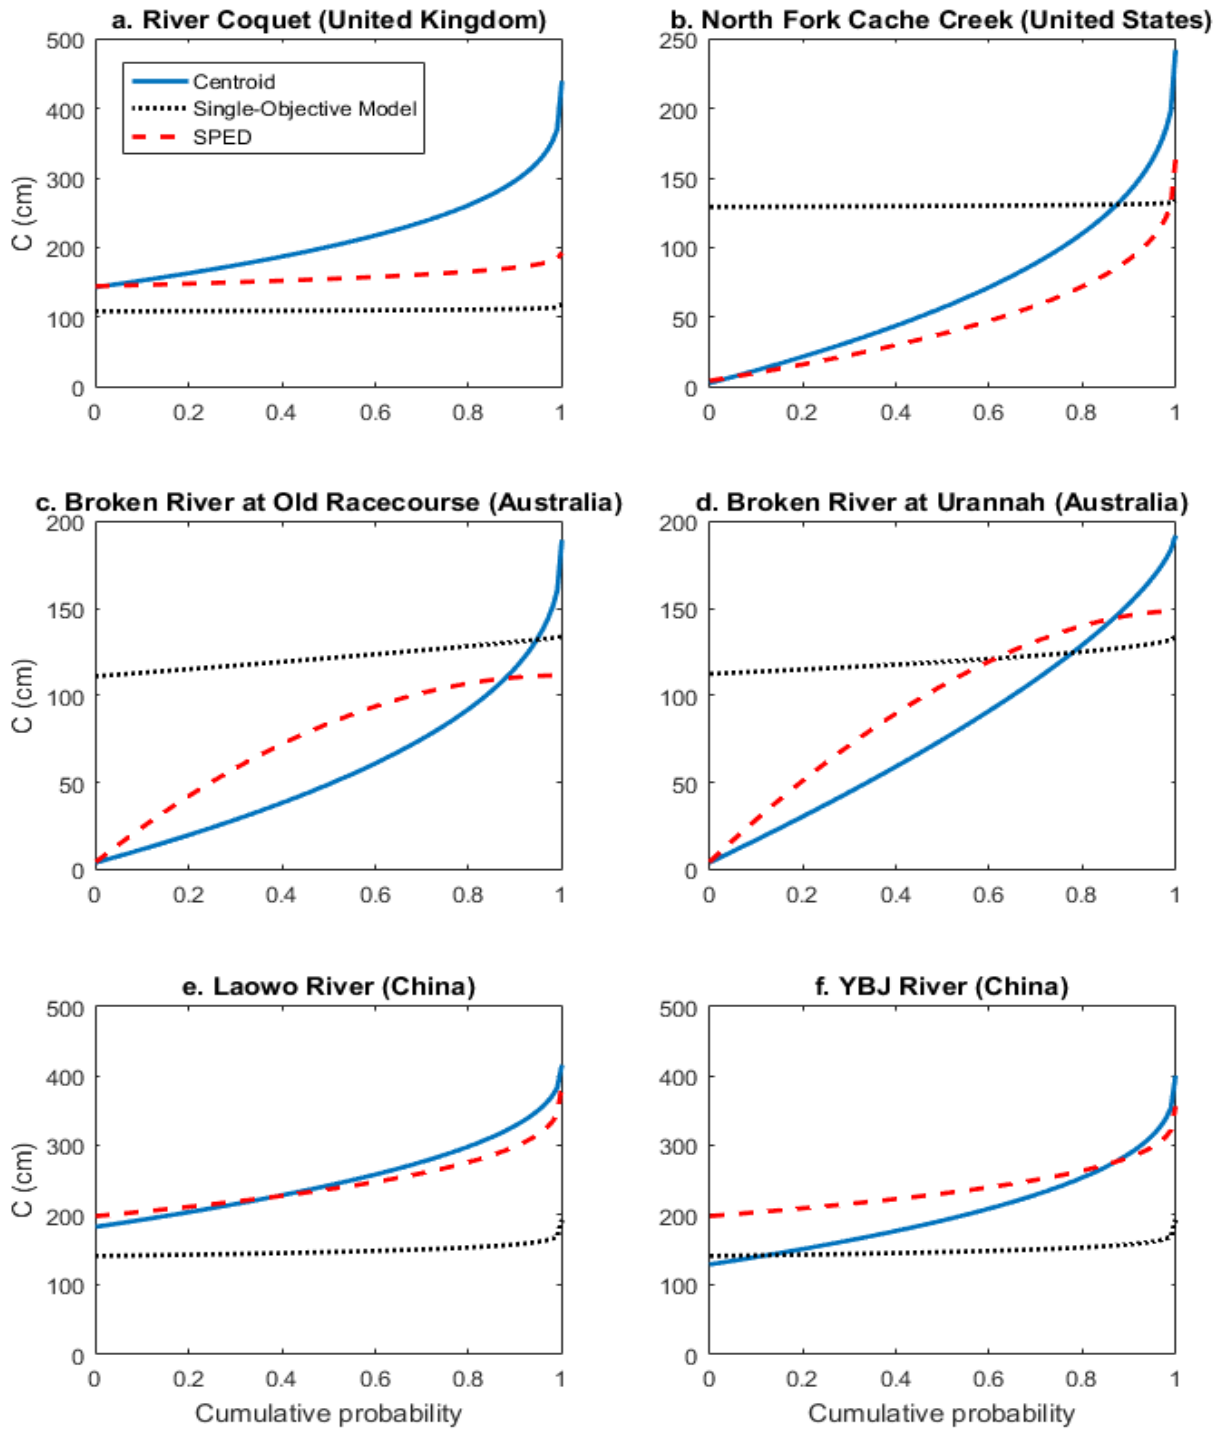 a. River Coquet (United Kingdom)
500
400
300
200
100
0
C (cm)
Centroid
Single-Objective Model
SPED
0 0.2 0.4 0.6 0.8 1
b. North Fork Cache Creek (United States)
250
200
150
100
50
0
0 0.2 0.4 0.6 0.8 1
c. Broken River at Old Racecourse (Australia)
200
150
100
50
0
C (cm)
0 0.2 0.4 0.6 0.8 1
d. Broken River at Urannah (Australia)
200
150
100
50
0
0 0.2 0.4 0.6 0.8 1
e. Laowo River (China)
500
400
300
200
100
0
C (cm)
0 0.2 0.4 0.6 0.8 1
Cumulative probability
f. YBJ River (China)
500
400
300
200
100
0
0 0.2 0.4 0.6 0.8 1
Cumulative probability